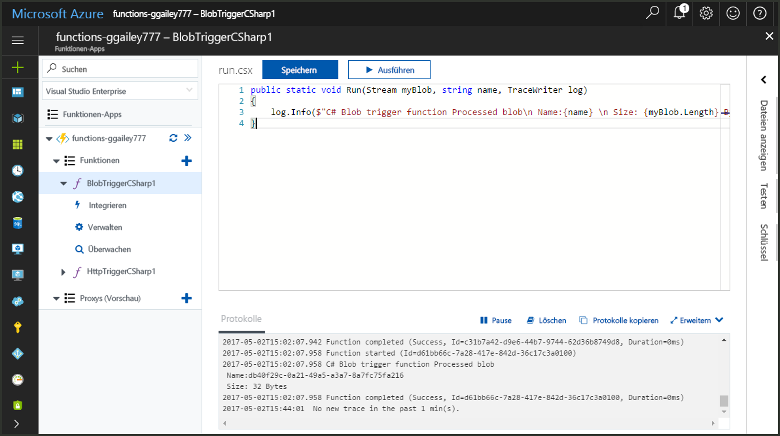 Microsoft Azure functions-ggailey777 – BlobTriggerCSharp1
1
functions-ggailey777 – BlobTriggerCSharp1
Funktionen-Apps
Suchen
Visual Studio Enterprise
Funktionen-Apps
functions-ggailey777
Funktionen
BlobTriggerCSharp1
Integrieren
Verwalten
Überwachen
HttpTriggerCSharp1
Proxys (Vorschau)
run.csx Speichern Ausführen
1 public static void Run(Stream myBlob, string name, TraceWriter log)
2 {
3 log.Info($"C# Blob trigger function Processed blob\n Name:{name} \n Size: {myBlob.Length} B
4 }
Dateien anzeigen
Testen
Schlüssel
Protokolle Pause Löschen Protokolle kopieren Erweitern
2017-05-02T15:02:07.942 Function completed (Success, Id=c31b7a42-d9e6-44b7-9744-62d36b8749d8, Duration=0ms)
2017-05-02T15:02:07.958 Function started (Id=d61bb66c-7a28-417e-842d-36c17c3a0100)
2017-05-02T15:02:07.958 C# Blob trigger function Processed blob
Name:db40f29c-0a21-49a5-a3a7-8a7fc75fa216
Size: 32 Bytes
2017-05-02T15:02:07.958 Function completed (Success, Id=d61bb66c-7a28-417e-842d-36c17c3a0100, Duration=0ms)
2017-05-02T15:44:01 No new trace in the past 1 min(s).